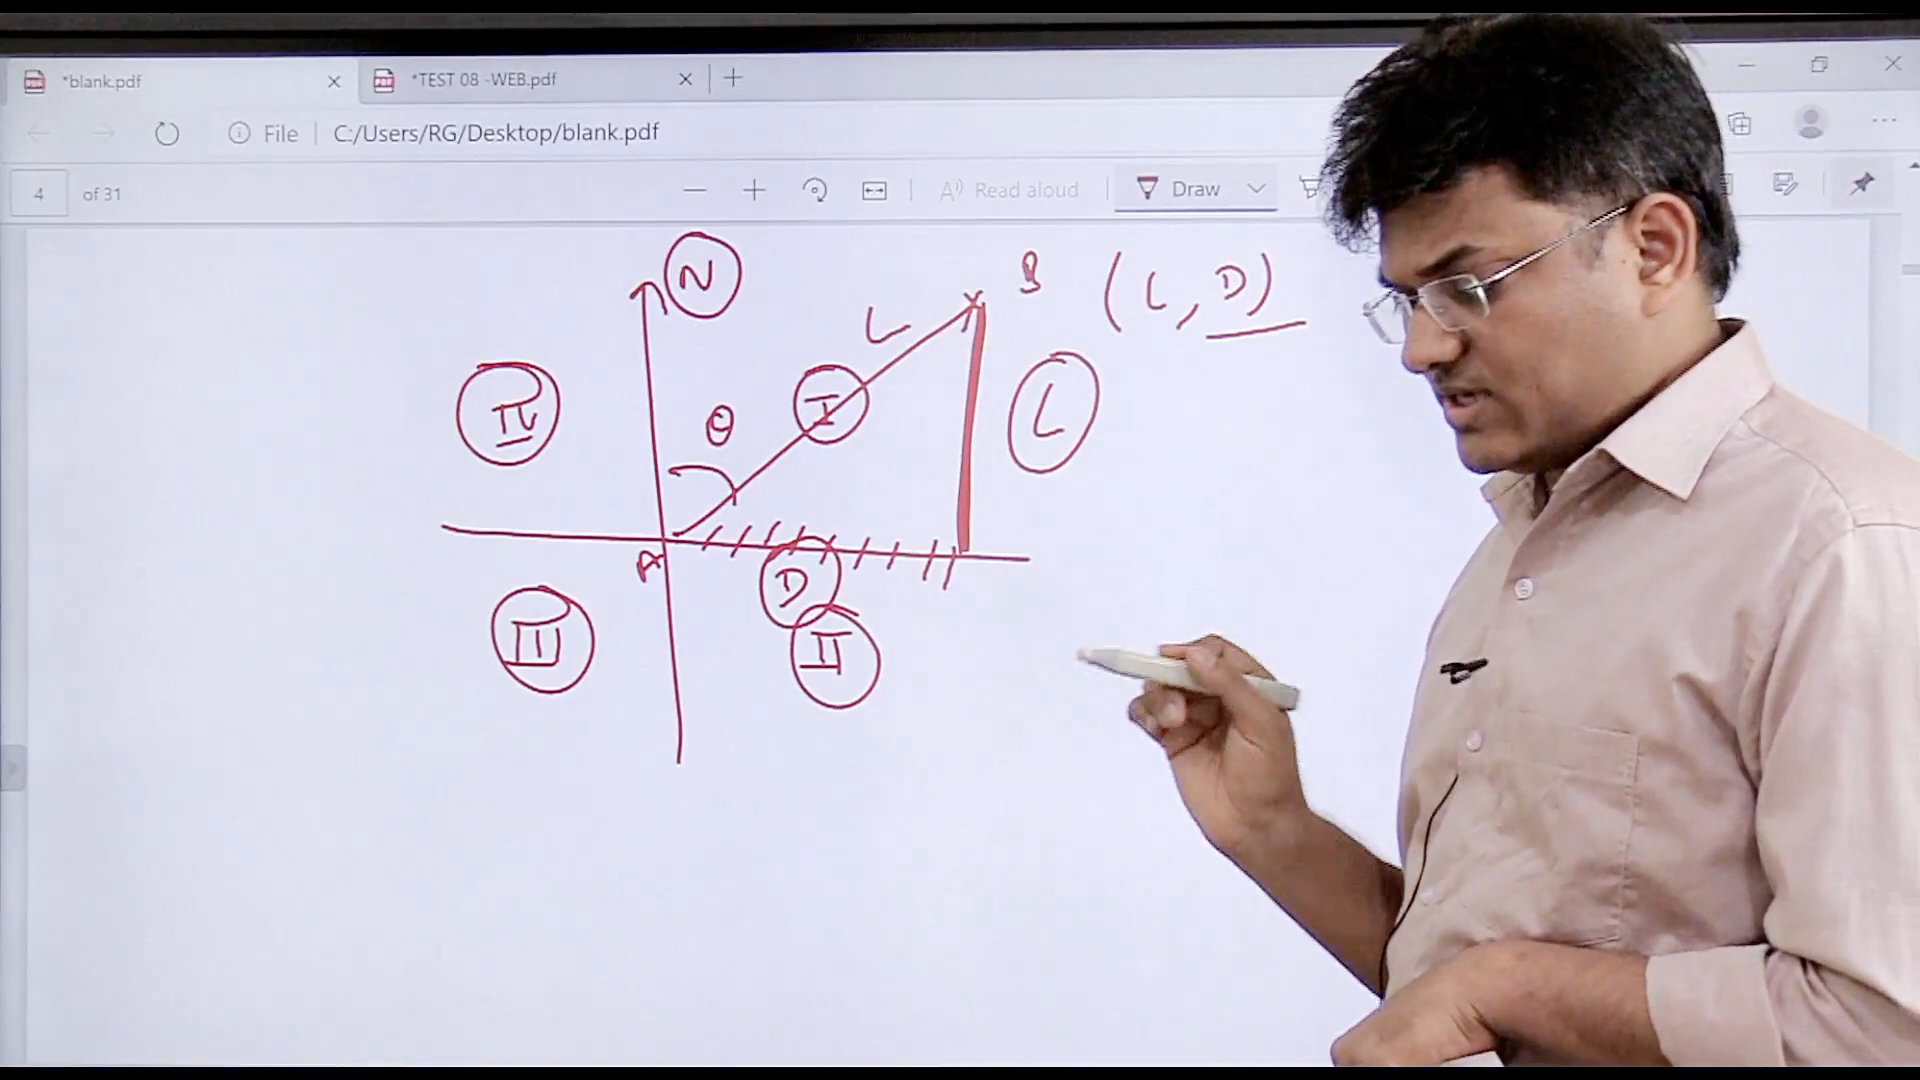 *blank.pdf *TEST 08 -WEB.pdf
File C:/Users/RG/Desktop/blank.pdf
4 of 31 Read aloud Draw
N
B (L, D)
L
IV
I
L
θ
A
D
III
II